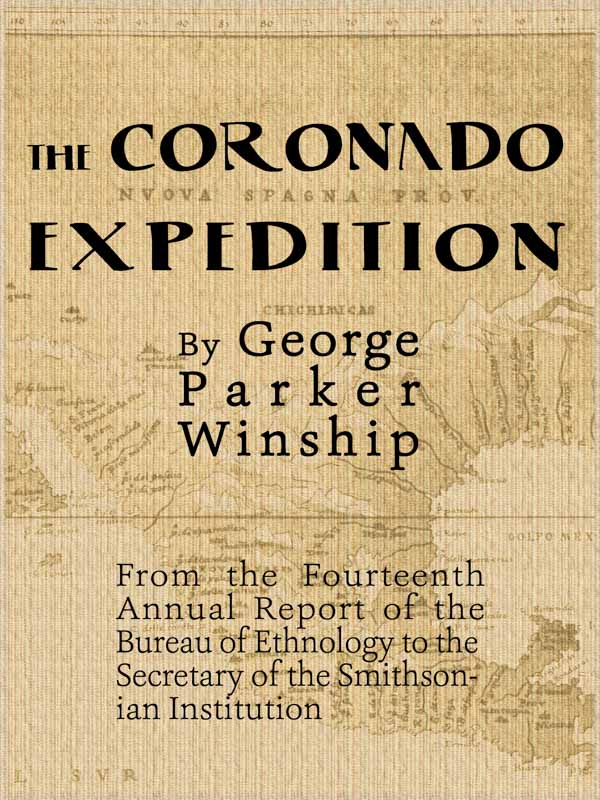 THE CORONADO
NVOVA SPAGNA PROV.
EXPEDITION
CHICHIMICAS
By George
Parker
Winship
GOLFO MEX
From the Fourteenth
Annual Report of the
Bureau of Ethnology to the
Secretary of the Smithson-
ian Institution
L SVR